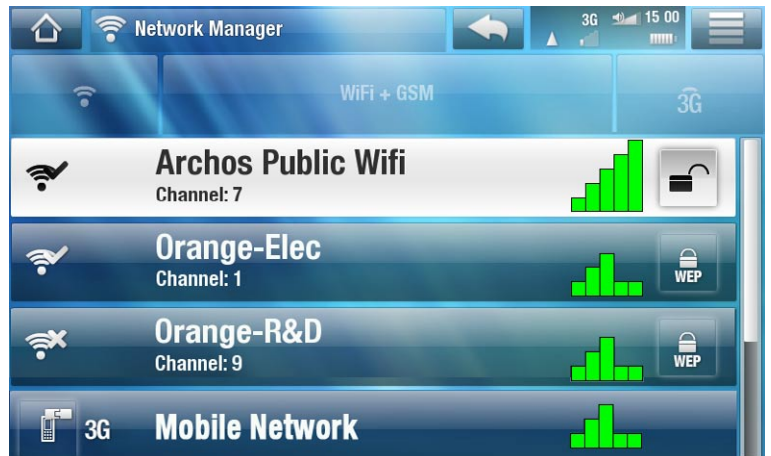 Network Manager
3G
15 00
WiFi + GSM
3G
Archos Public Wifi
Channel: 7
Orange-Elec
Channel: 1
WEP
Orange-R&D
Channel: 9
WEP
3G
Mobile Network